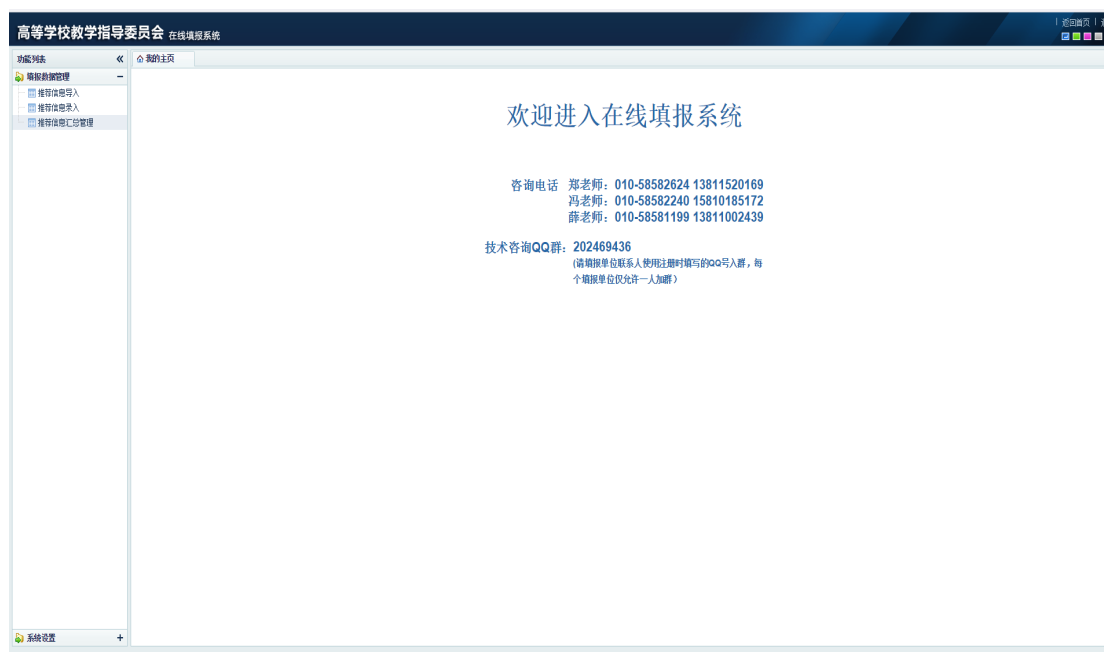 高等学校教学指导委员会 在线填报系统
返回首页
功能列表
我的主页
填报数据管理
推荐信息导入
推荐信息录入
推荐信息汇总管理
欢迎进入在线填报系统
咨询电话 郑老师：010-58582624 13811520169
冯老师：010-58582240 15810185172
薛老师：010-58581199 13811002439
技术咨询QQ群：202469436
(请填报单位联系人使用注册时填写的QQ号入群，每
个填报单位仅允许一人加群）
系统设置